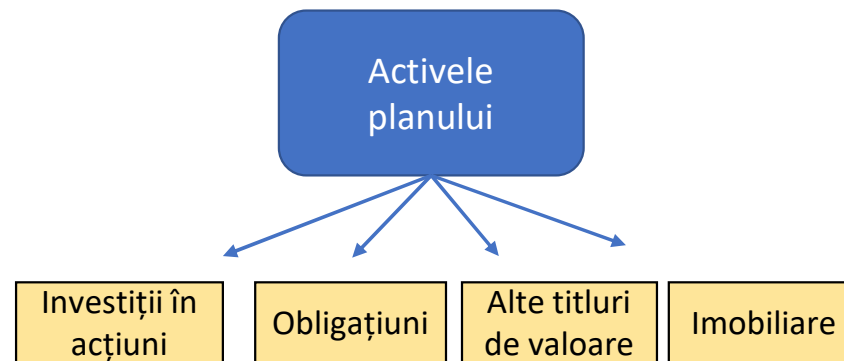 Activele
planului
Investiții în
acțiuni
Obligațiuni
Alte titluri
de valoare
Imobiliare